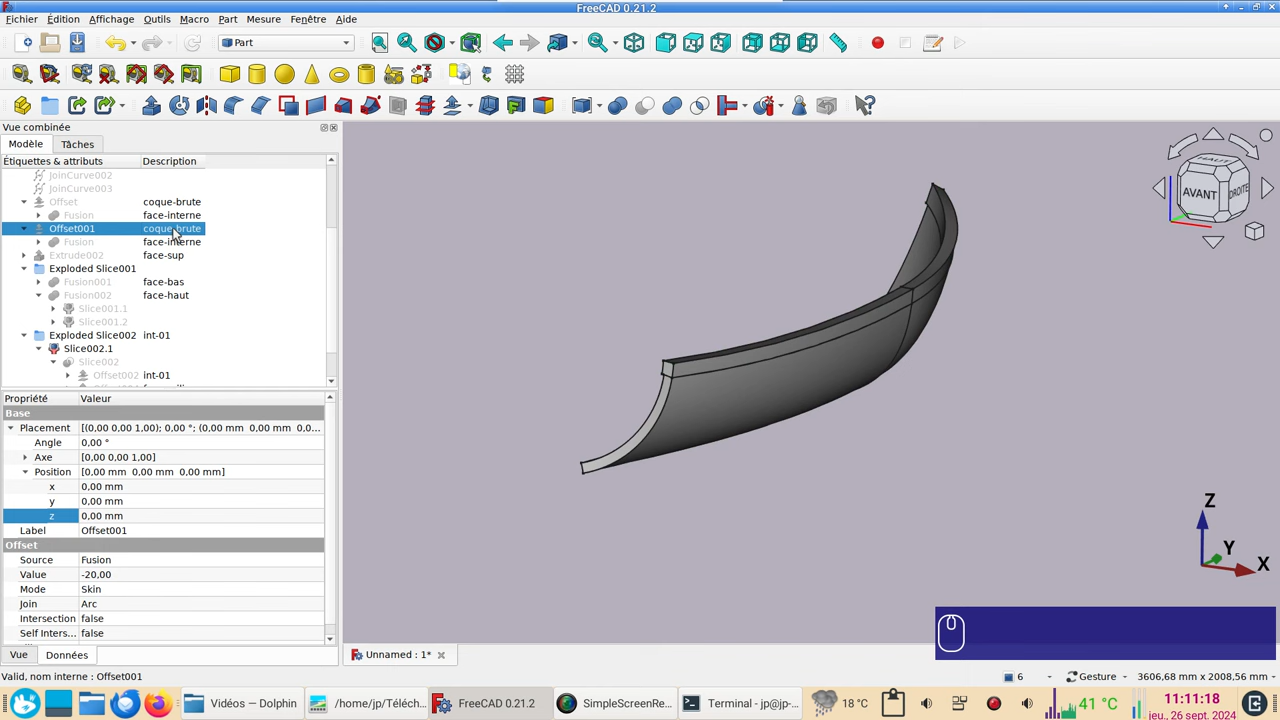 FreeCAD 0.21.2
Fichier Édition Affichage Outils Macro Part Mesure Fenêtre Aide
Part
Vue combinée
Modèle Tâches
Étiquettes & attributs Description
JoinCurve002
JoinCurve003
Offset coque-brute
Fusion face-interne
Offset001 coque-brute
Fusion face-interne
Extrude002 face-sup
Exploded Slice001
Fusion001 face-bas
Fusion002 face-haut
Slice001.1
Slice001.2
Exploded Slice002 int-01
Slice002.1
Slice002
Offset002 int-01
Propriété Valeur
Base
Placement [(0,00 0,00 1,00); 0,00 °; (0,00 mm 0,00 mm 0,0...
Angle 0,00 °
Axe [0,00 0,00 1,00]
Position [0,00 mm 0,00 mm 0,00 mm]
x 0,00 mm
y 0,00 mm
z 0,00 mm
Label Offset001
Offset
Source Fusion
Value -20,00
Mode Skin
Join Arc
Intersection false
Self Inters... false
Vue Données
HAUT
AVANT DROITE
Z
Y
X
Unnamed : 1*
Valid, nom interne : Offset001
6 Gesture 3606,68 mm x 2008,56 mm
Vidéos — Dolphin /home/jp/Téléch... FreeCAD 0.21.2 SimpleScreenRe... Terminal - jp@jp-... 18 °C 41 °C 11:11:18
jeu., 26 sept. 2024